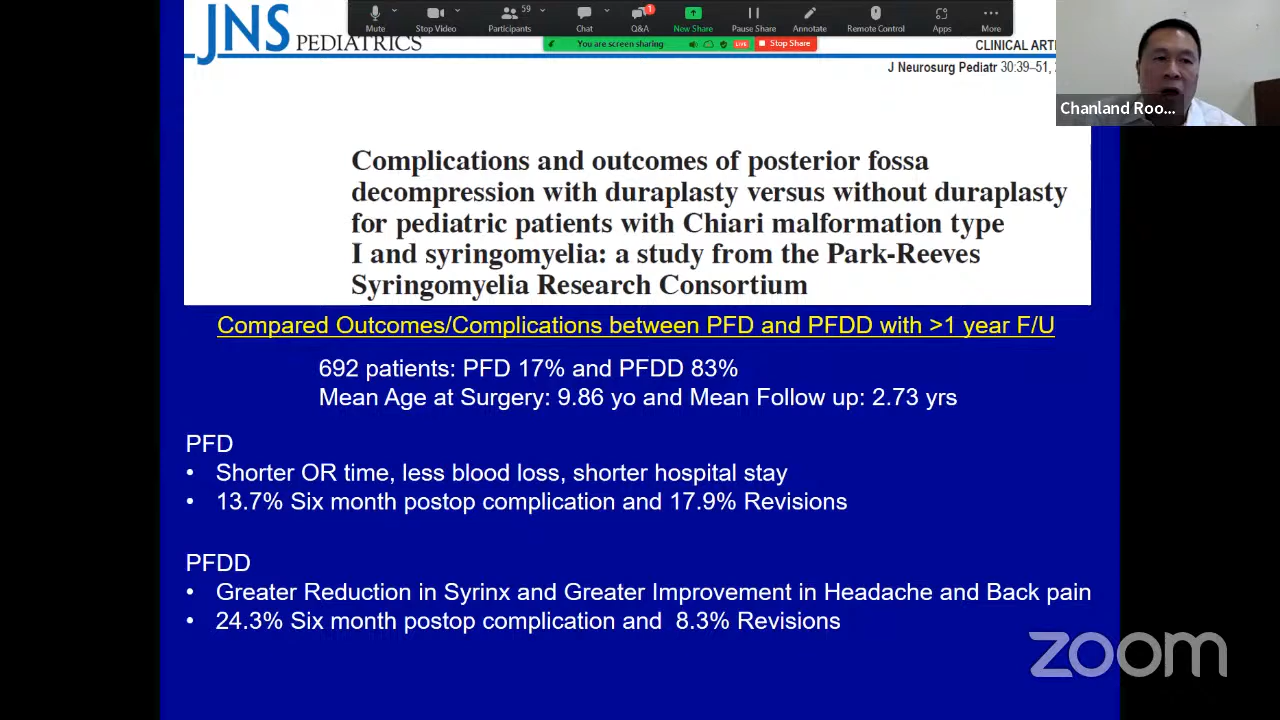 JNS PEDIATRICS
Mute
Stop Video
59
Participants
Chat
1
Q&A
Now Share
Pause Share
Annotate
Remote Control
Apps
More
You are screen sharing
LIVE
Stop Share
CLINICAL ARTI
J Neurosurg Pediatr 30:39–51,
Chanland Roo...
Complications and outcomes of posterior fossa
decompression with duraplasty versus without duraplasty
for pediatric patients with Chiari malformation type
I and syringomyelia: a study from the Park-Reeves
Syringomyelia Research Consortium
Compared Outcomes/Complications between PFD and PFDD with >1 year F/U
692 patients: PFD 17% and PFDD 83%
Mean Age at Surgery: 9.86 yo and Mean Follow up: 2.73 yrs
PFD
• Shorter OR time, less blood loss, shorter hospital stay
• 13.7% Six month postop complication and 17.9% Revisions
PFDD
• Greater Reduction in Syrinx and Greater Improvement in Headache and Back pain
• 24.3% Six month postop complication and 8.3% Revisions
zoom